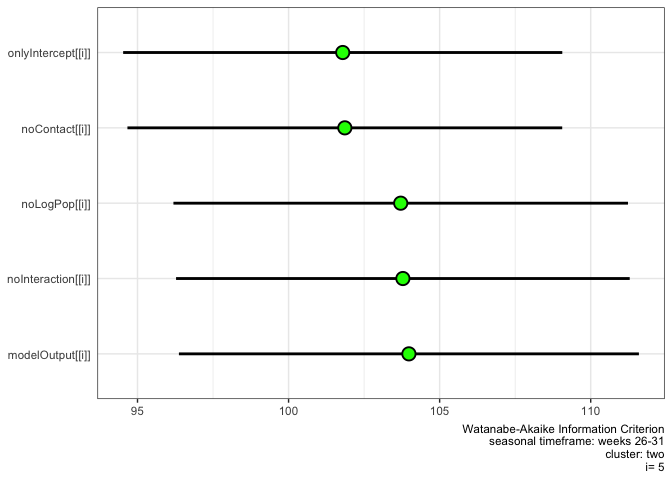 onlyIntercept[[i]]
noContact[[i]]
noLogPop[[i]]
noInteraction[[i]]
modelOutput[[i]]
95 100 105 110
Watanabe-Akaike Information Criterion
seasonal timeframe: weeks 26-31
cluster: two
i= 5